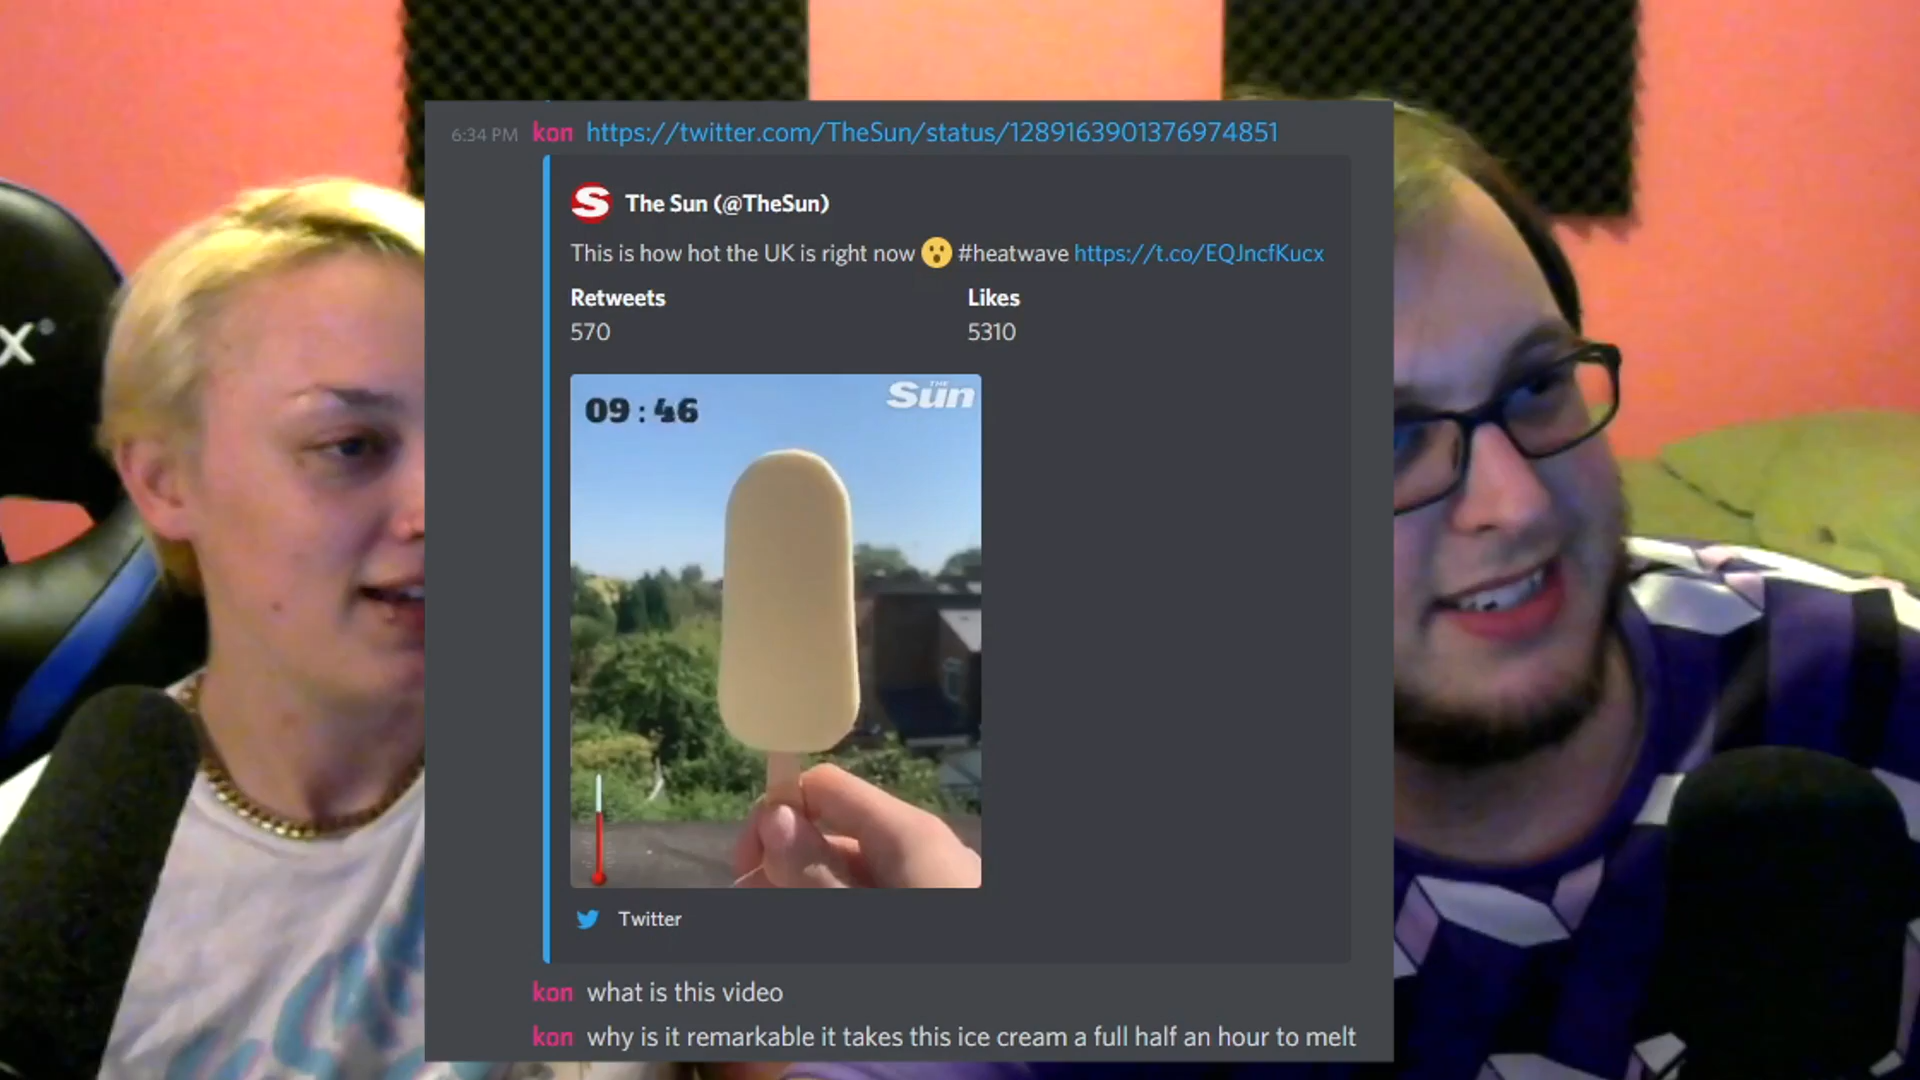 6:34 PM kon https://twitter.com/TheSun/status/1289163901376974851
S The Sun (@TheSun)
This is how hot the UK is right now 😮 #heatwave https://t.co/EQJncfKucx
Retweets Likes
570 5310
09:46 THE Sun
X
Twitter
kon what is this video
kon why is it remarkable it takes this ice cream a full half an hour to melt